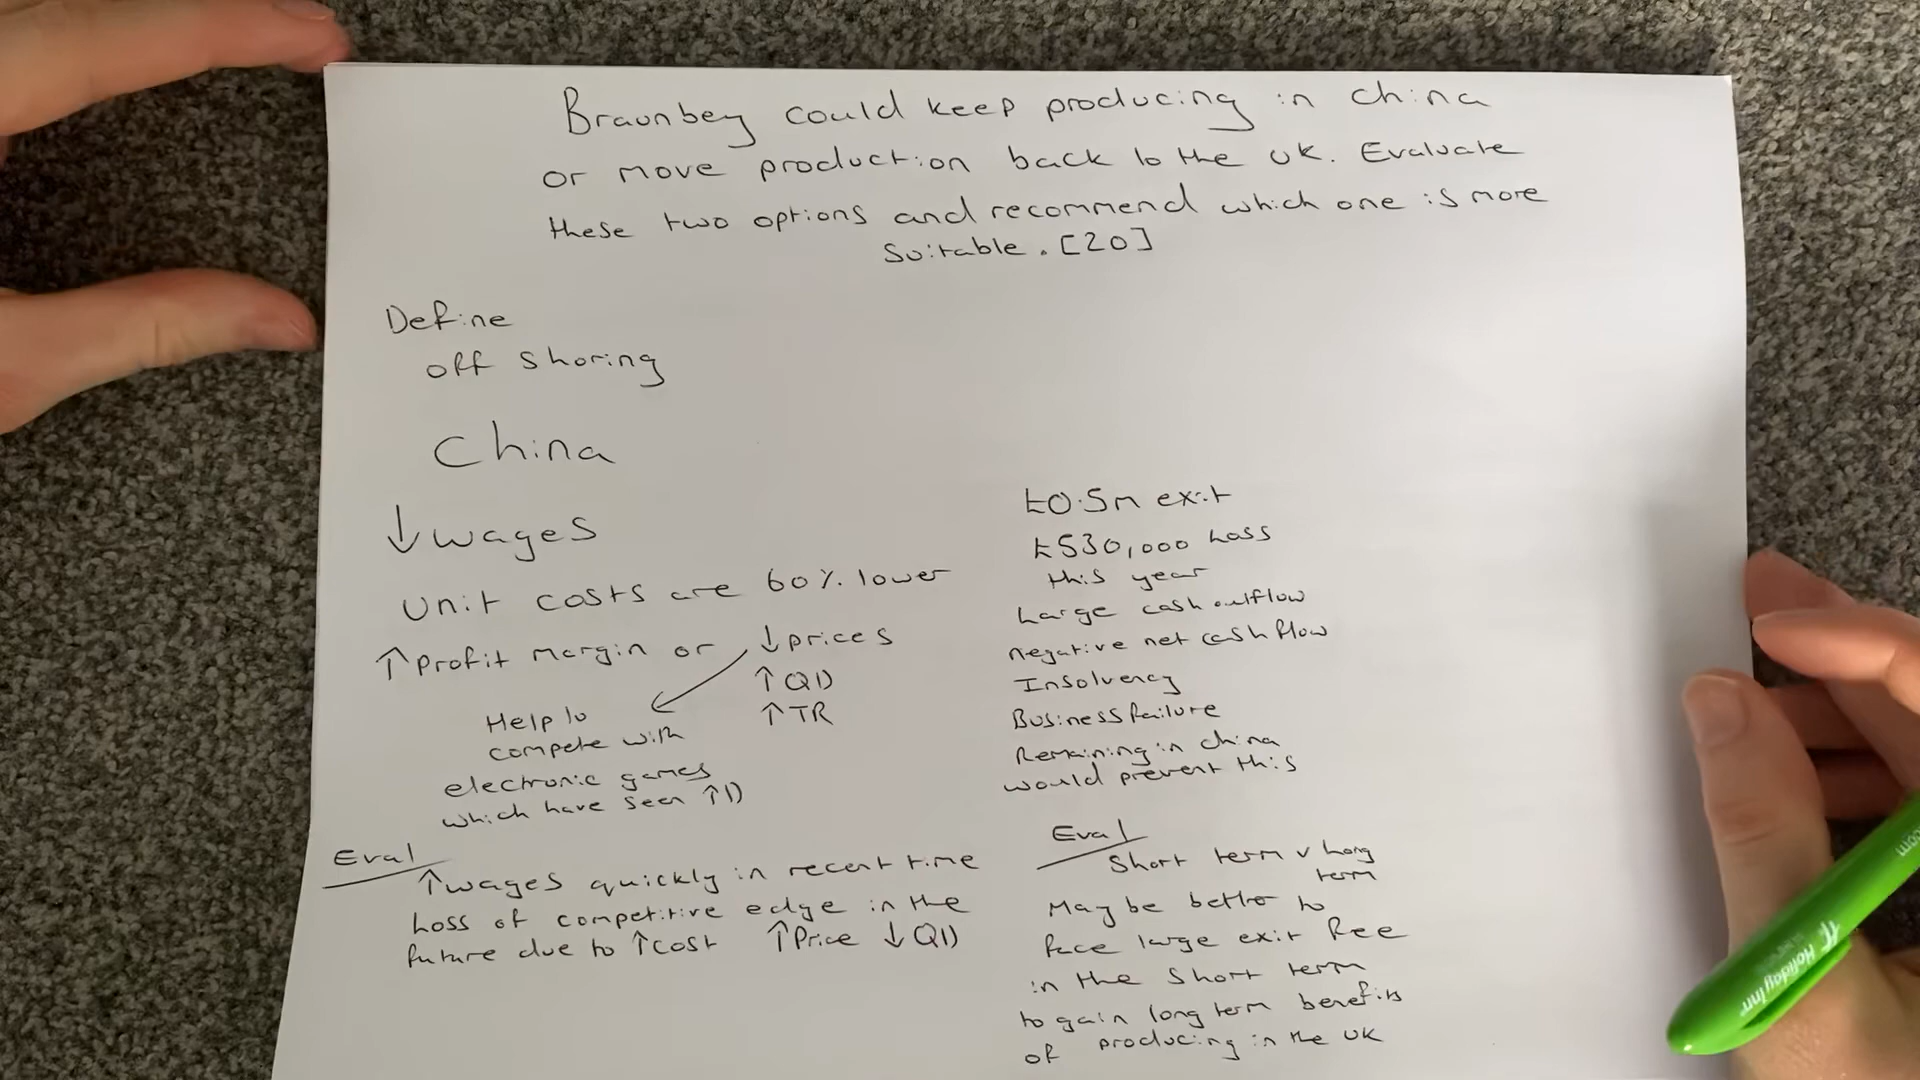 Braunbey could keep producing in china
or move production back to the UK. Evaluate
these two options and recommend which one is more
suitable. [20]
Define
off shoring
China
↓ wages
Unit costs are 60% lower
↑ profit margin or ↓ prices
↑ QD
↑ TR
Help to
compete with
electronic games
which have seen ↑ D
Eval
↑ wages quickly in recent time
Loss of competitive edge in the
future due to ↑ cost ↑ Price ↓ QD
£0.5m exit
£530,000 Loss
this year
Large cash outflow
negative net cash flow
Insolvency
Business failure
Remaining in china
would prevent this
Eval
Short term v Long
term
May be better to
face large exit fee
in the short term
to gain long term benefits
of producing in the UK
Holiday Inn
.com